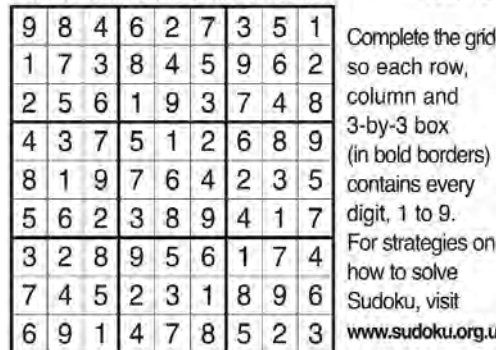 9 8 4 6 2 7 3 5 1
1 7 3 8 4 5 9 6 2
2 5 6 1 9 3 7 4 8
4 3 7 5 1 2 6 8 9
8 1 9 7 6 4 2 3 5
5 6 2 3 8 9 4 1 7
3 2 8 9 5 6 1 7 4
7 4 5 2 3 1 8 9 6
6 9 1 4 7 8 5 2 3
Complete the grid
so each row,
column and
3-by-3 box
(in bold borders)
contains every
digit, 1 to 9.
For strategies on
how to solve
Sudoku, visit
www.sudoku.org.u